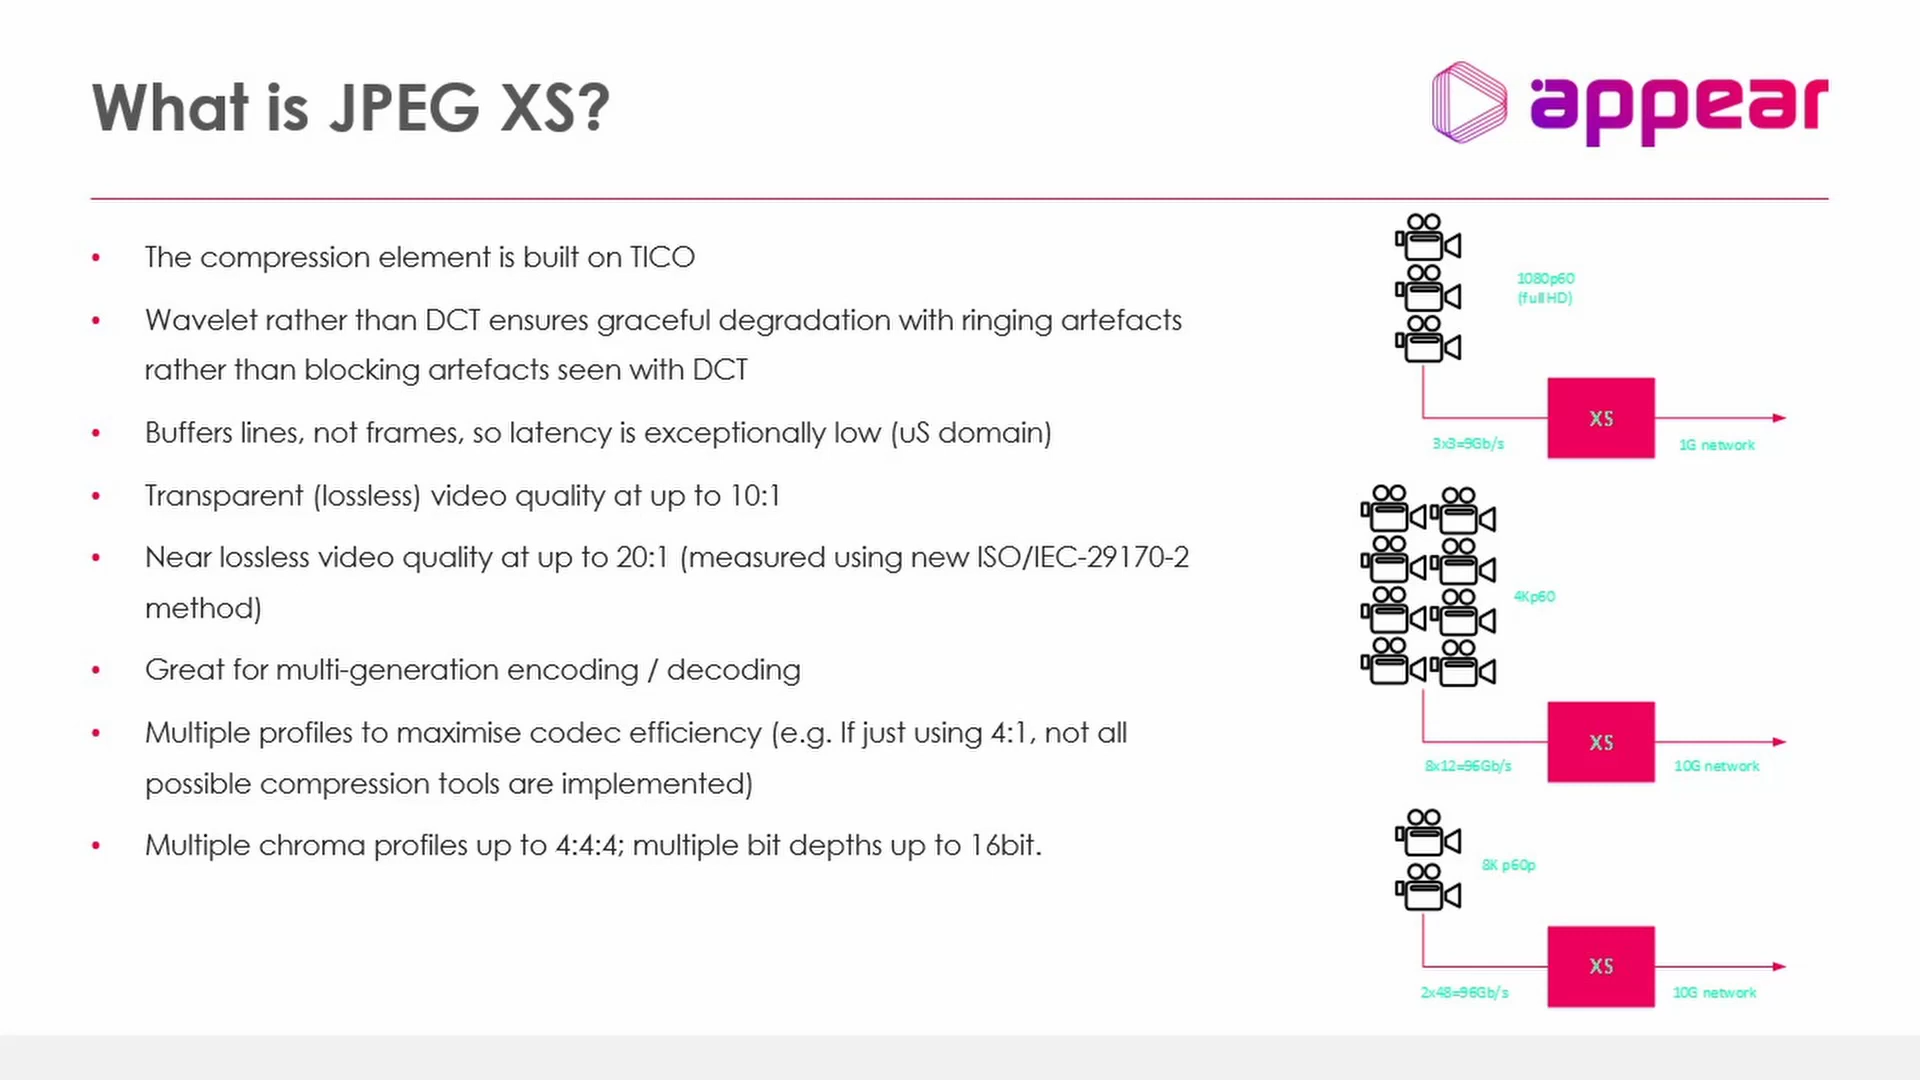 What is JPEG XS?
appear
• The compression element is built on TICO
• Wavelet rather than DCT ensures graceful degradation with ringing artefacts
rather than blocking artefacts seen with DCT
• Buffers lines, not frames, so latency is exceptionally low (uS domain)
• Transparent (lossless) video quality at up to 10:1
• Near lossless video quality at up to 20:1 (measured using new ISO/IEC-29170-2
method)
• Great for multi-generation encoding / decoding
• Multiple profiles to maximise codec efficiency (e.g. If just using 4:1, not all
possible compression tools are implemented)
• Multiple chroma profiles up to 4:4:4; multiple bit depths up to 16bit.
1080p60
(full HD)
XS
3x3=9Gb/s
1G network
4Kp60
XS
8x12=96Gb/s
10G network
8K p60p
XS
2x48=96Gb/s
10G network